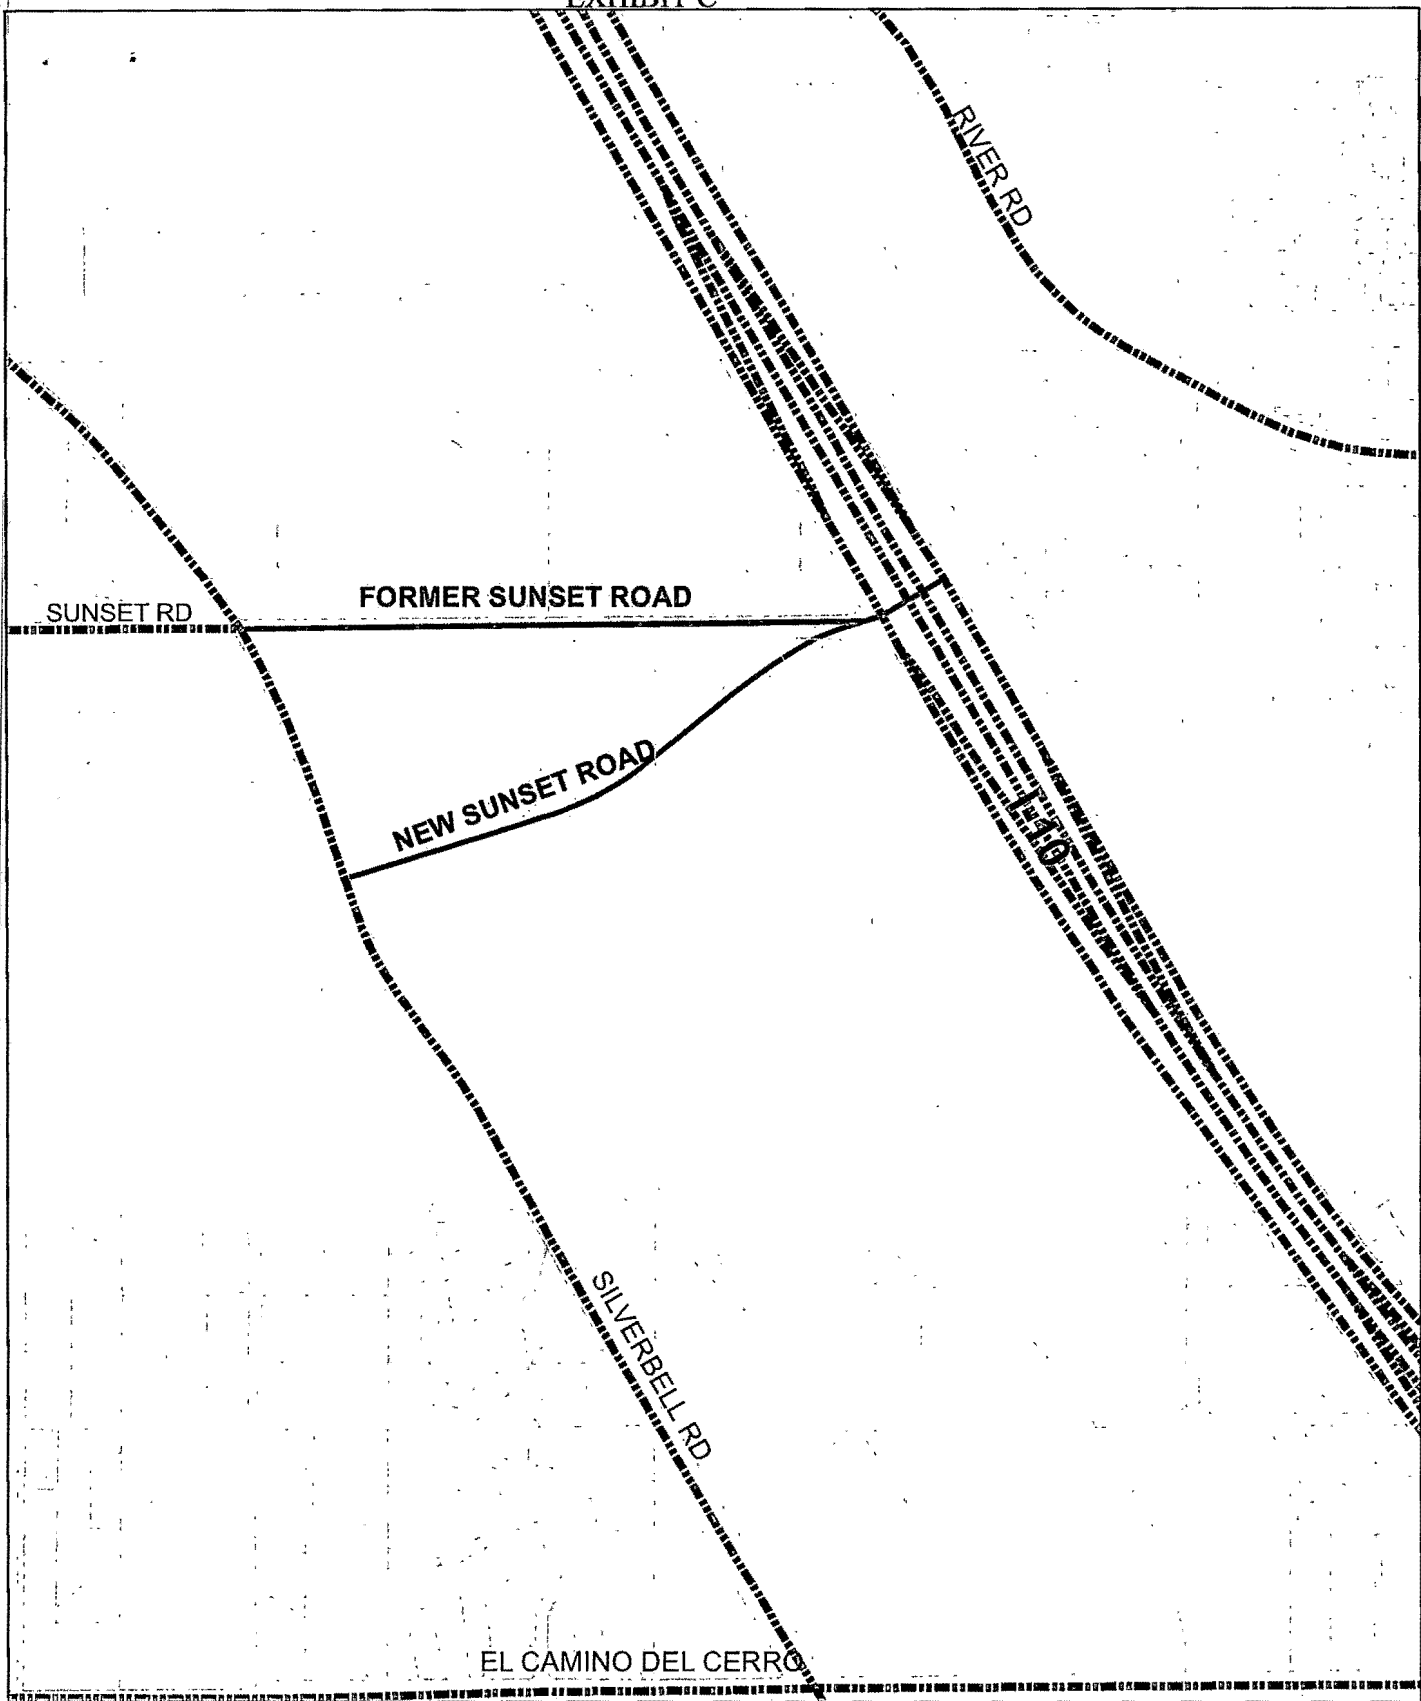 EXHIBIT C
RIVER RD
SUNSET RD
FORMER SUNSET ROAD
NEW SUNSET ROAD
I-10
SILVERBELL RD
EL CAMINO DEL CERRO